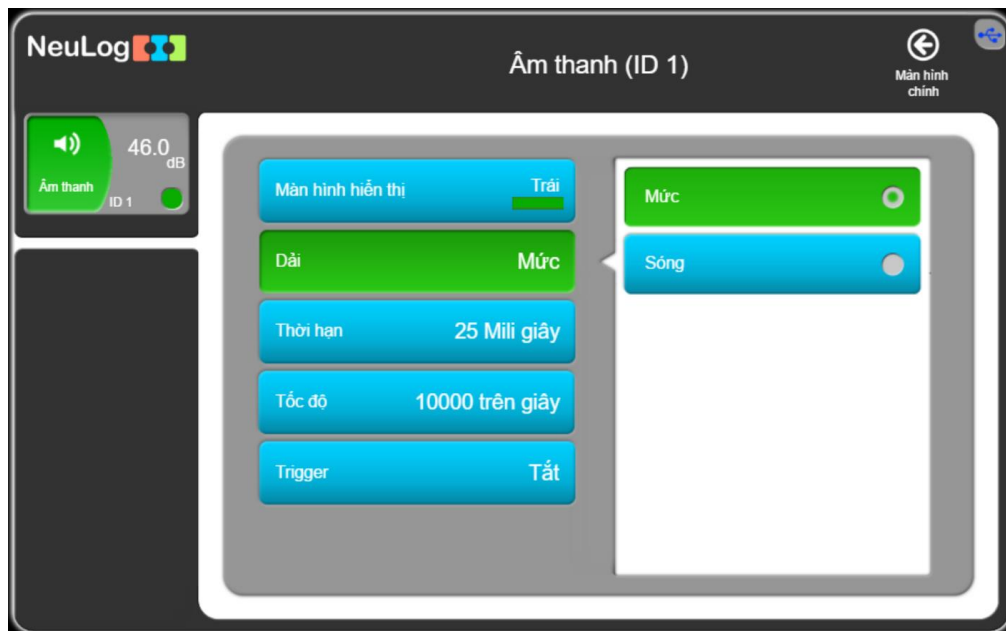 NeuLog
Âm thanh (ID 1)
Màn hình
chính
46.0
dB
Âm thanh
ID 1
Màn hình hiển thị
Trái
Dải
Mức
Thời hạn
25 Mili giây
Tốc độ
10000 trên giây
Trigger
Tắt
Mức
Sóng